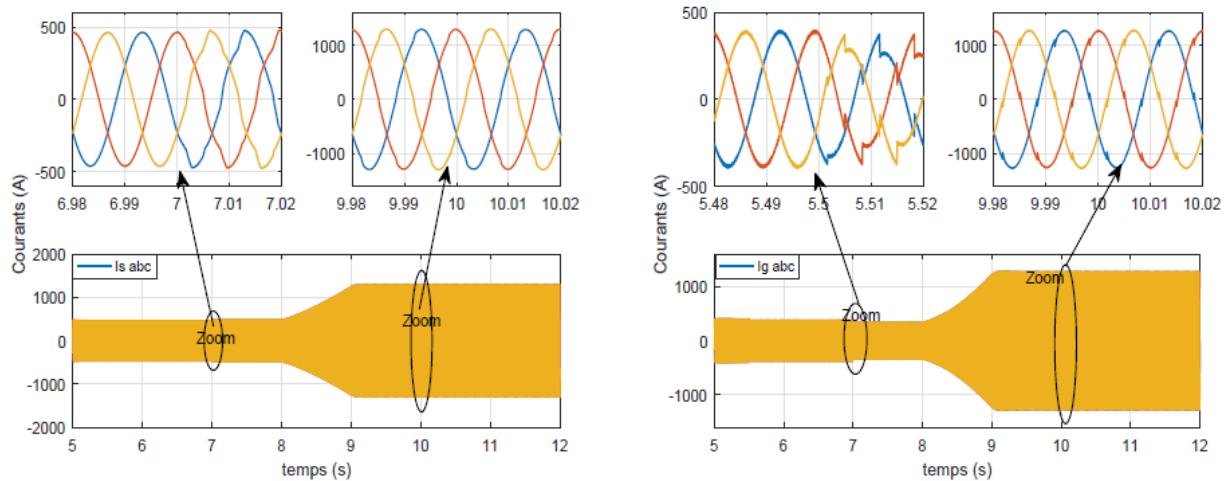 500
0
-500
6.98 6.99 7 7.01 7.02
1000
0
-1000
9.98 9.99 10 10.01 10.02
Courants (A)
2000
1000
0
-1000
-2000
Is abc
Zoom
Zoom
5 6 7 8 9 10 11 12
temps (s)
500
0
-500
5.48 5.49 5.5 5.51 5.52
1000
0
-1000
9.98 9.99 10 10.01 10.02
Courants (A)
1000
0
-1000
Ig abc
Zoom
Zoom
5 6 7 8 9 10 11 12
temps (s)